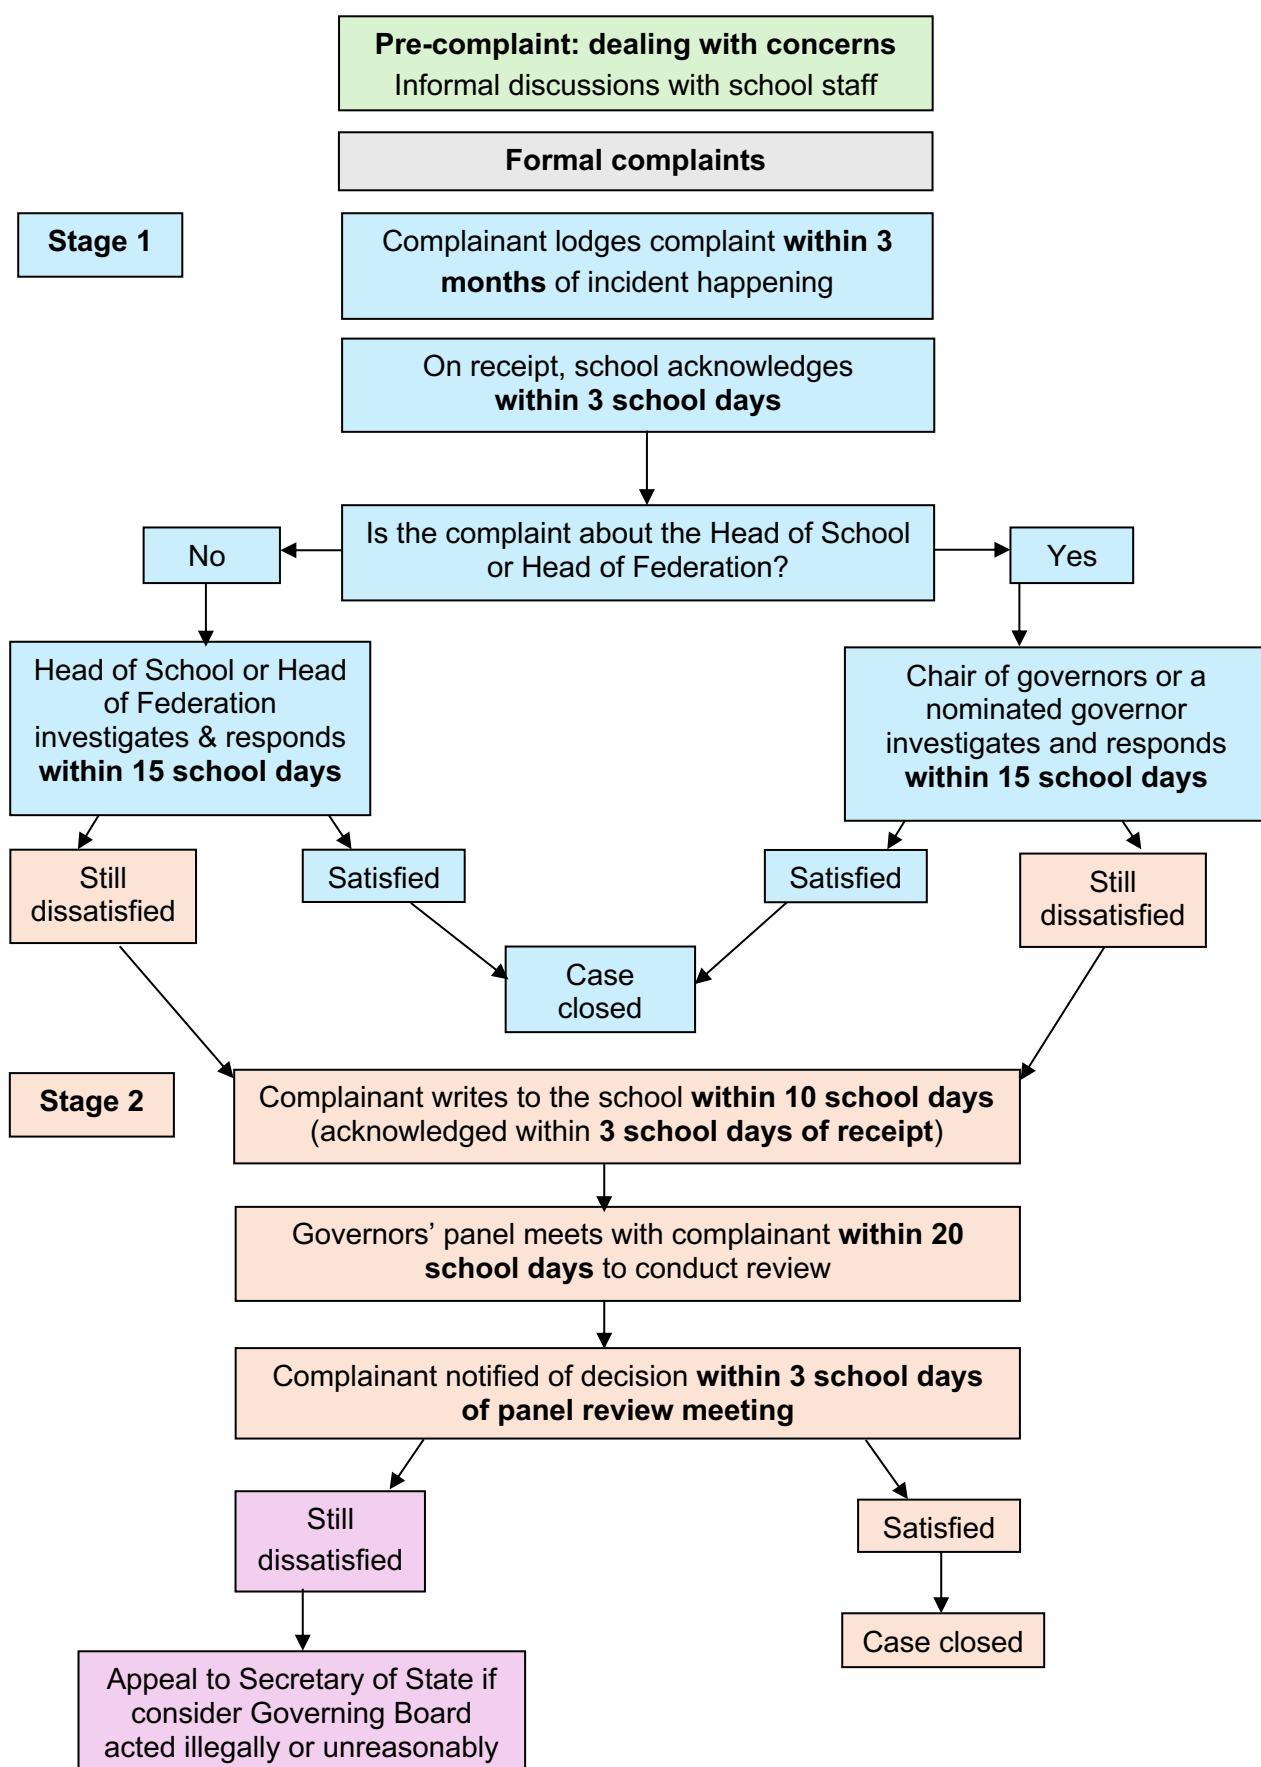 Pre-complaint: dealing with concerns
Informal discussions with school staff
Formal complaints
Stage 1
Complainant lodges complaint within 3
months of incident happening
On receipt, school acknowledges
within 3 school days
Is the complaint about the Head of School
or Head of Federation?
No
Yes
Head of School or Head
of Federation
investigates & responds
within 15 school days
Chair of governors or a
nominated governor
investigates and responds
within 15 school days
Still
dissatisfied
Satisfied
Satisfied
Still
dissatisfied
Case
closed
Stage 2
Complainant writes to the school within 10 school days
(acknowledged within 3 school days of receipt)
Governors’ panel meets with complainant within 20
school days to conduct review
Complainant notified of decision within 3 school days
of panel review meeting
Still
dissatisfied
Satisfied
Case closed
Appeal to Secretary of State if
consider Governing Board
acted illegally or unreasonably